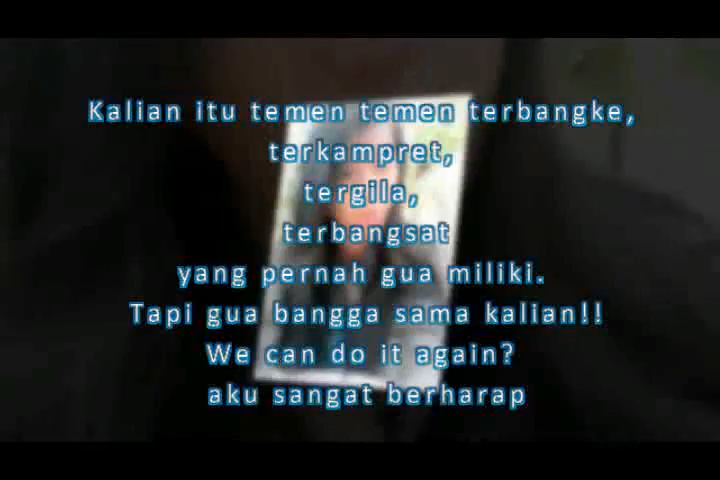 Kalian itu temen temen terbangke,
terkampret,
tergila,
terbangsat
yang pernah gua miliki.
Tapi gua bangga sama kalian!!
We can do it again?
aku sangat berharap